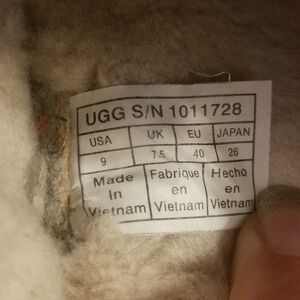 UGG S/N 1011728
USA UK EU JAPAN
9 7.5 40 26
Made Fabrique Hecho
In en en
Vietnam Vietnam Vietnam